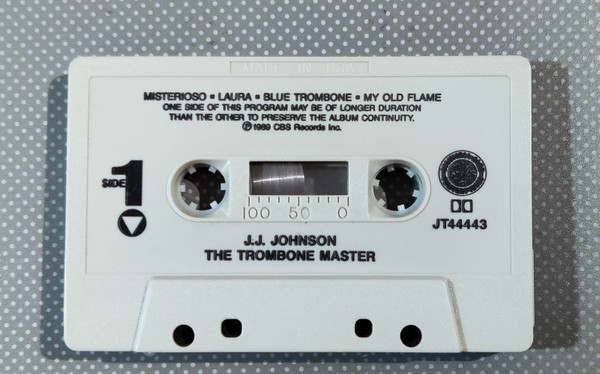 MADE IN USA
MISTERIOSO ▪ LAURA ▪ BLUE TROMBONE ▪ MY OLD FLAME
ONE SIDE OF THIS PROGRAM MAY BE OF LONGER DURATION
THAN THE OTHER TO PRESERVE THE ALBUM CONTINUITY.
℗ 1989 CBS Records Inc.
SIDE 1
100 50 0
JT44443
J.J. JOHNSON
THE TROMBONE MASTER